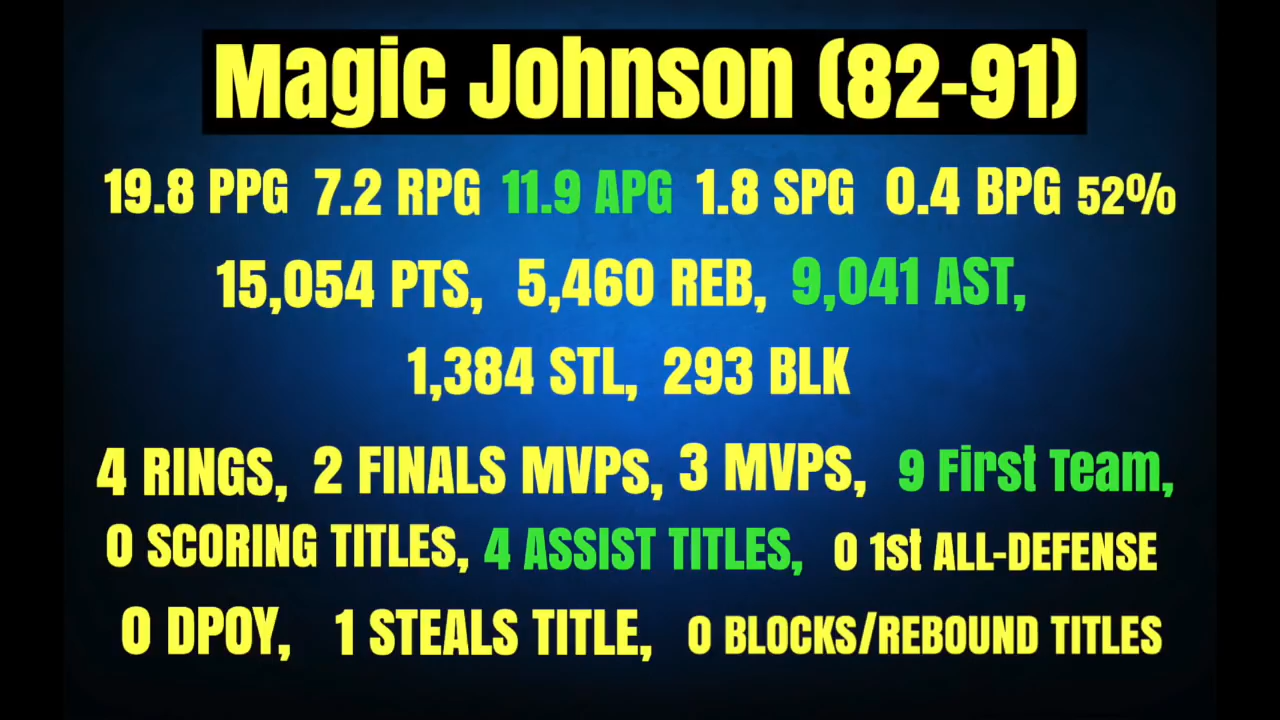 Magic Johnson (82-91)
19.8 PPG 7.2 RPG 11.9 APG 1.8 SPG 0.4 BPG 52%
15,054 PTS, 5,460 REB, 9,041 AST,
1,384 STL, 293 BLK
4 RINGS, 2 FINALS MVPS, 3 MVPS, 9 First Team,
0 SCORING TITLES, 4 ASSIST TITLES, 0 1st ALL-DEFENSE
0 DPOY, 1 STEALS TITLE, 0 BLOCKS/REBOUND TITLES